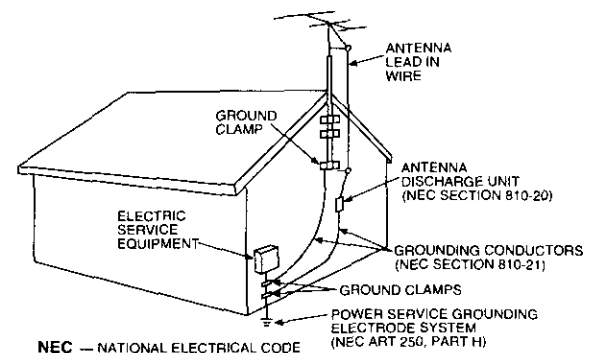 ANTENNA
LEAD IN
WIRE
GROUND
CLAMP
ANTENNA
DISCHARGE UNIT
(NEC SECTION 810-20)
ELECTRIC
SERVICE
EQUIPMENT
GROUNDING CONDUCTORS
(NEC SECTION 810-21)
GROUND CLAMPS
POWER SERVICE GROUNDING
ELECTRODE SYSTEM
(NEC ART 250, PART H)
NEC — NATIONAL ELECTRICAL CODE